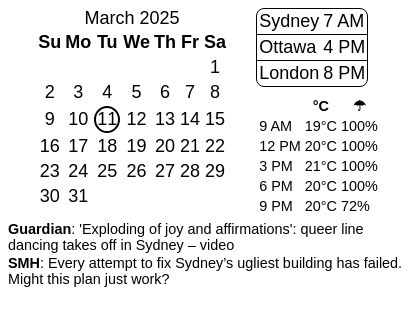 March 2025
Su Mo Tu We Th Fr Sa
1
2 3 4 5 6 7 8
9 10 11 12 13 14 15
16 17 18 19 20 21 22
23 24 25 26 27 28 29
30 31
Sydney 7 AM
Ottawa 4 PM
London 8 PM
°C ☂
9 AM 19°C 100%
12 PM 20°C 100%
3 PM 21°C 100%
6 PM 20°C 100%
9 PM 20°C 72%
Guardian: 'Exploding of joy and affirmations': queer line
dancing takes off in Sydney – video
SMH: Every attempt to fix Sydney’s ugliest building has failed.
Might this plan just work?